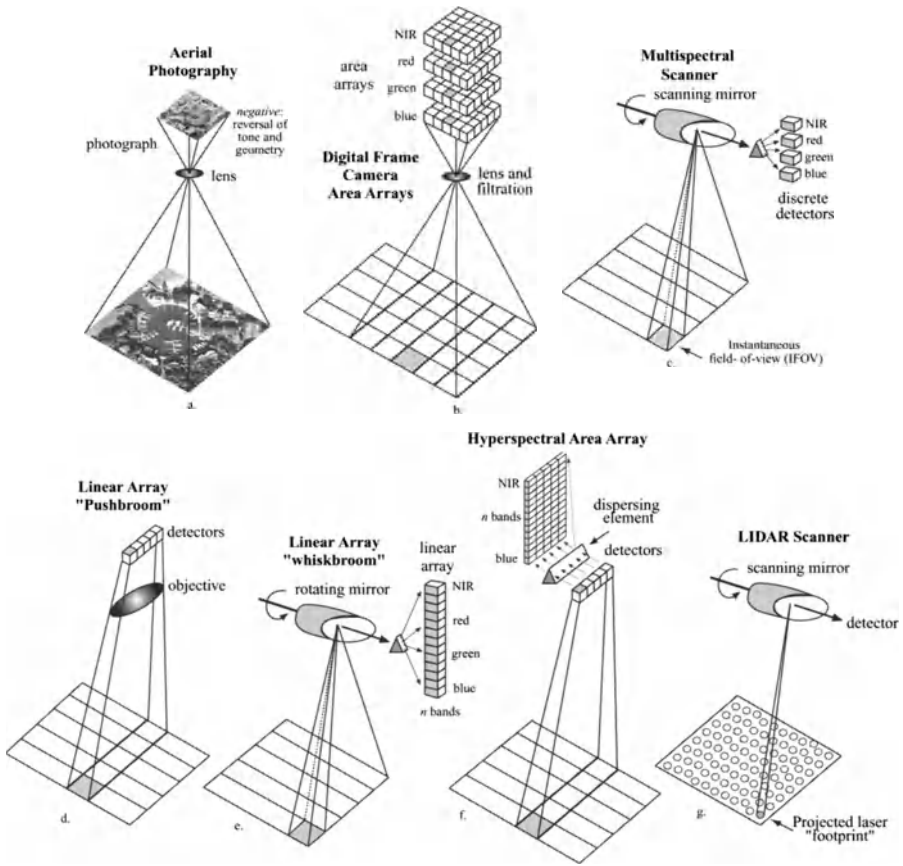 Aerial
Photography
negative:
reversal of
tone and
geometry
photograph
lens
a.
NIR
red
green
blue
area
arrays
Digital Frame
Camera
Area Arrays
lens and
filtration
b.
Multispectral
Scanner
scanning mirror
NIR
red
green
blue
discrete
detectors
Instantaneous
field- of-view (IFOV)
c.
Linear Array
"Pushbroom"
detectors
objective
d.
Linear Array
"whiskbroom"
rotating mirror
linear
array
NIR
red
green
blue
n bands
e.
Hyperspectral Area Array
NIR
n bands
blue
dispersing
element
detectors
f.
LIDAR Scanner
scanning mirror
detector
g.
Projected laser
"footprint"